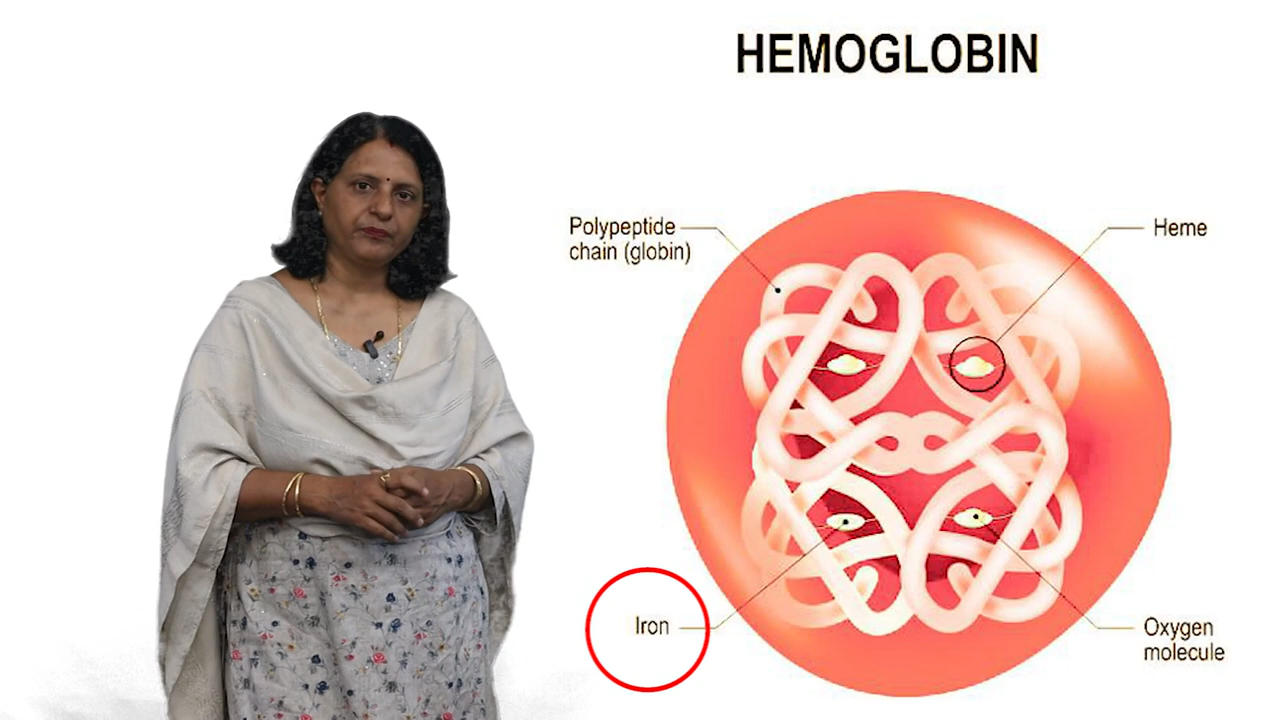 HEMOGLOBIN
Polypeptide
chain (globin)
Heme
Iron
Oxygen
molecule